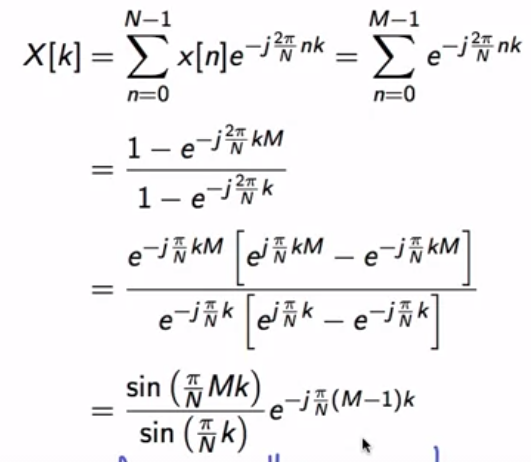 X[k] = \sum_{n=0}^{N-1} x[n] e^{-j\frac{2\pi}{N}nk} = \sum_{n=0}^{M-1} e^{-j\frac{2\pi}{N}nk}
= \frac{1 - e^{-j\frac{2\pi}{N}kM}}{1 - e^{-j\frac{2\pi}{N}k}}
= \frac{e^{-j\frac{\pi}{N}kM} \left[ e^{j\frac{\pi}{N}kM} - e^{-j\frac{\pi}{N}kM} \right]}{e^{-j\frac{\pi}{N}k} \left[ e^{j\frac{\pi}{N}k} - e^{-j\frac{\pi}{N}k} \right]}
= \frac{\sin\left(\frac{\pi}{N}Mk\right)}{\sin\left(\frac{\pi}{N}k\right)} e^{-j\frac{\pi}{N}(M-1)k}